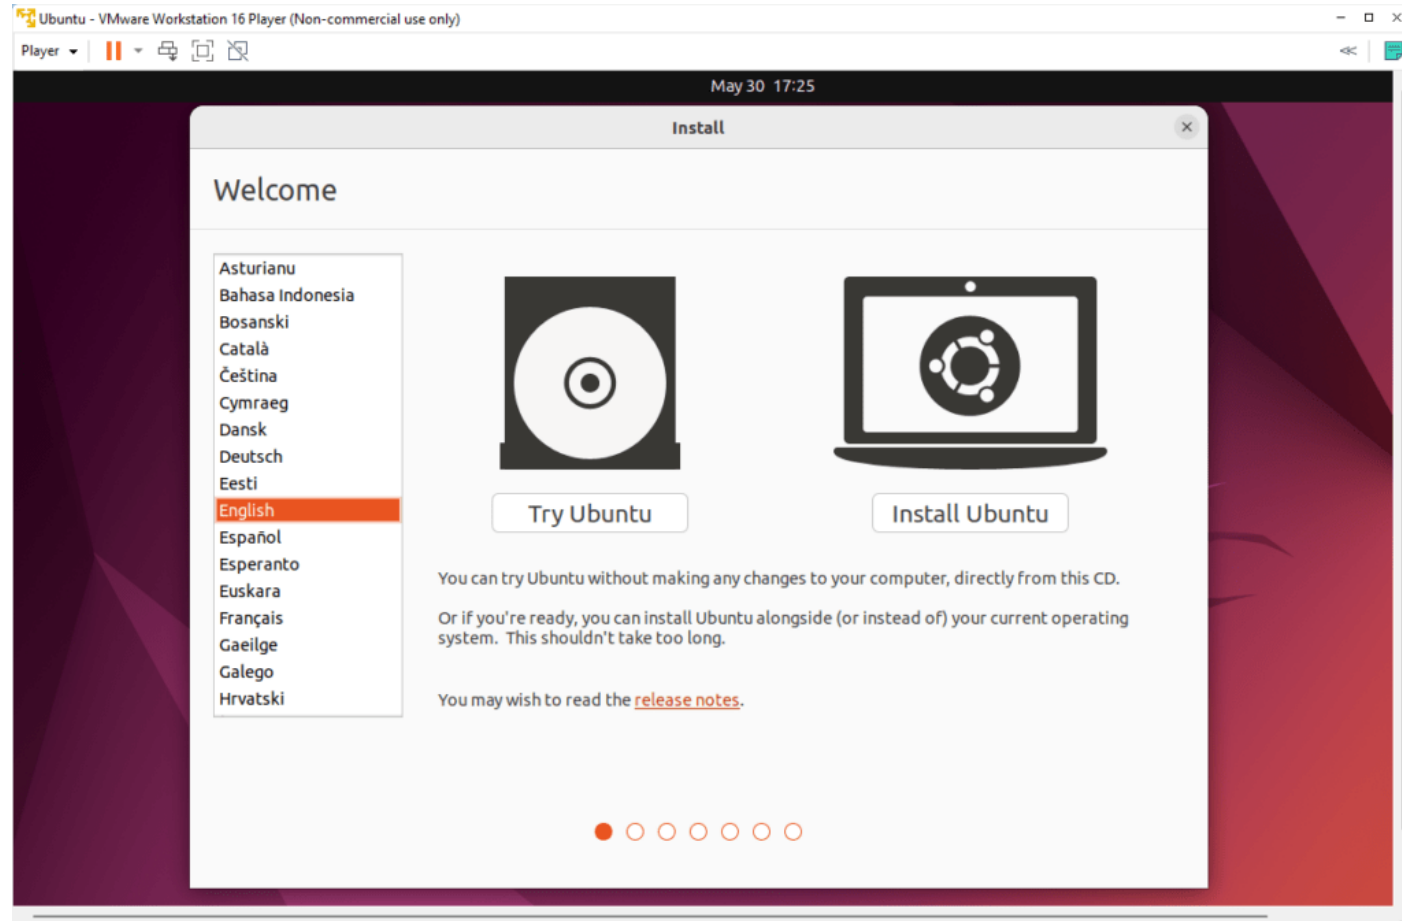 Ubuntu - VMware Workstation 16 Player (Non-commercial use only)
Player
May 30 17:25
Install
Welcome
Asturianu
Bahasa Indonesia
Bosanski
Català
Čeština
Cymraeg
Dansk
Deutsch
Eesti
English
Español
Esperanto
Euskara
Français
Gaeilge
Galego
Hrvatski
Try Ubuntu
Install Ubuntu
You can try Ubuntu without making any changes to your computer, directly from this CD.
Or if you're ready, you can install Ubuntu alongside (or instead of) your current operating
system. This shouldn't take too long.
You may wish to read the release notes.